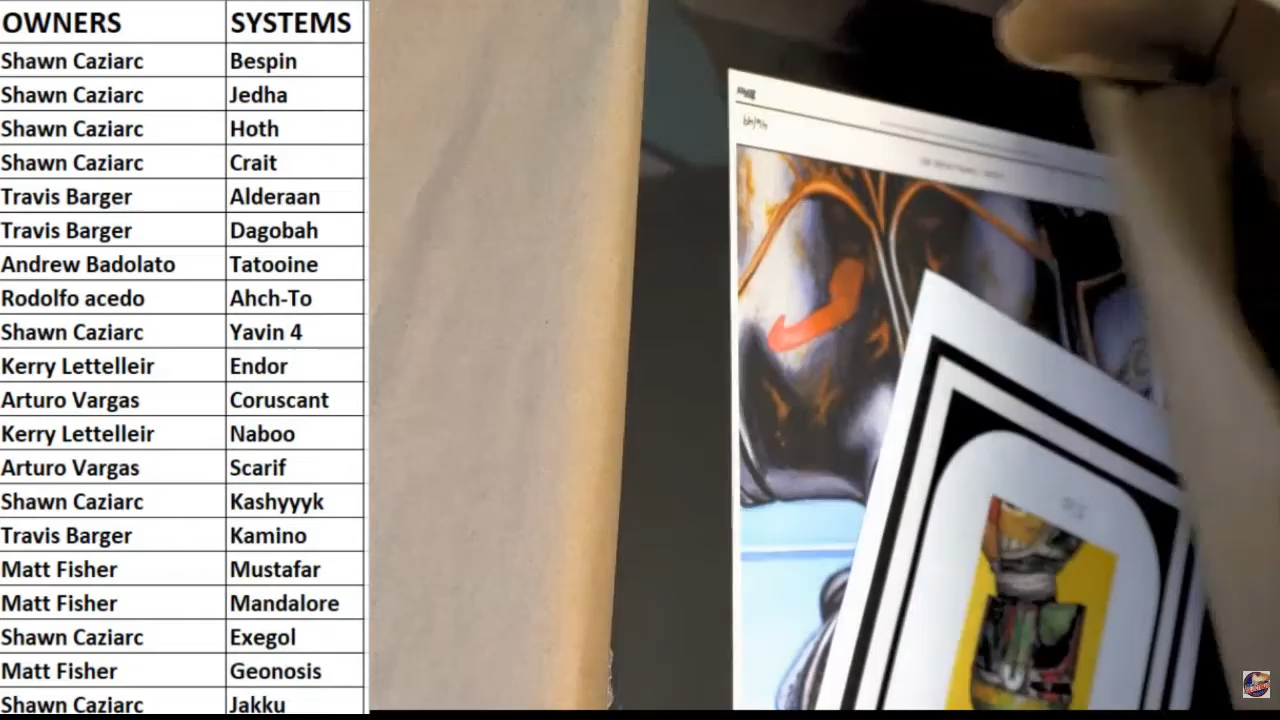 OWNERS SYSTEMS
Shawn Caziarc Bespin
Shawn Caziarc Jedha
Shawn Caziarc Hoth
Shawn Caziarc Crait
Travis Barger Alderaan
Travis Barger Dagobah
Andrew Badolato Tatooine
Rodolfo acedo Ahch-To
Shawn Caziarc Yavin 4
Kerry Lettelleir Endor
Arturo Vargas Coruscant
Kerry Lettelleir Naboo
Arturo Vargas Scarif
Shawn Caziarc Kashyyyk
Travis Barger Kamino
Matt Fisher Mustafar
Matt Fisher Mandalore
Shawn Caziarc Exegol
Matt Fisher Geonosis
Shawn Caziarc Jakku